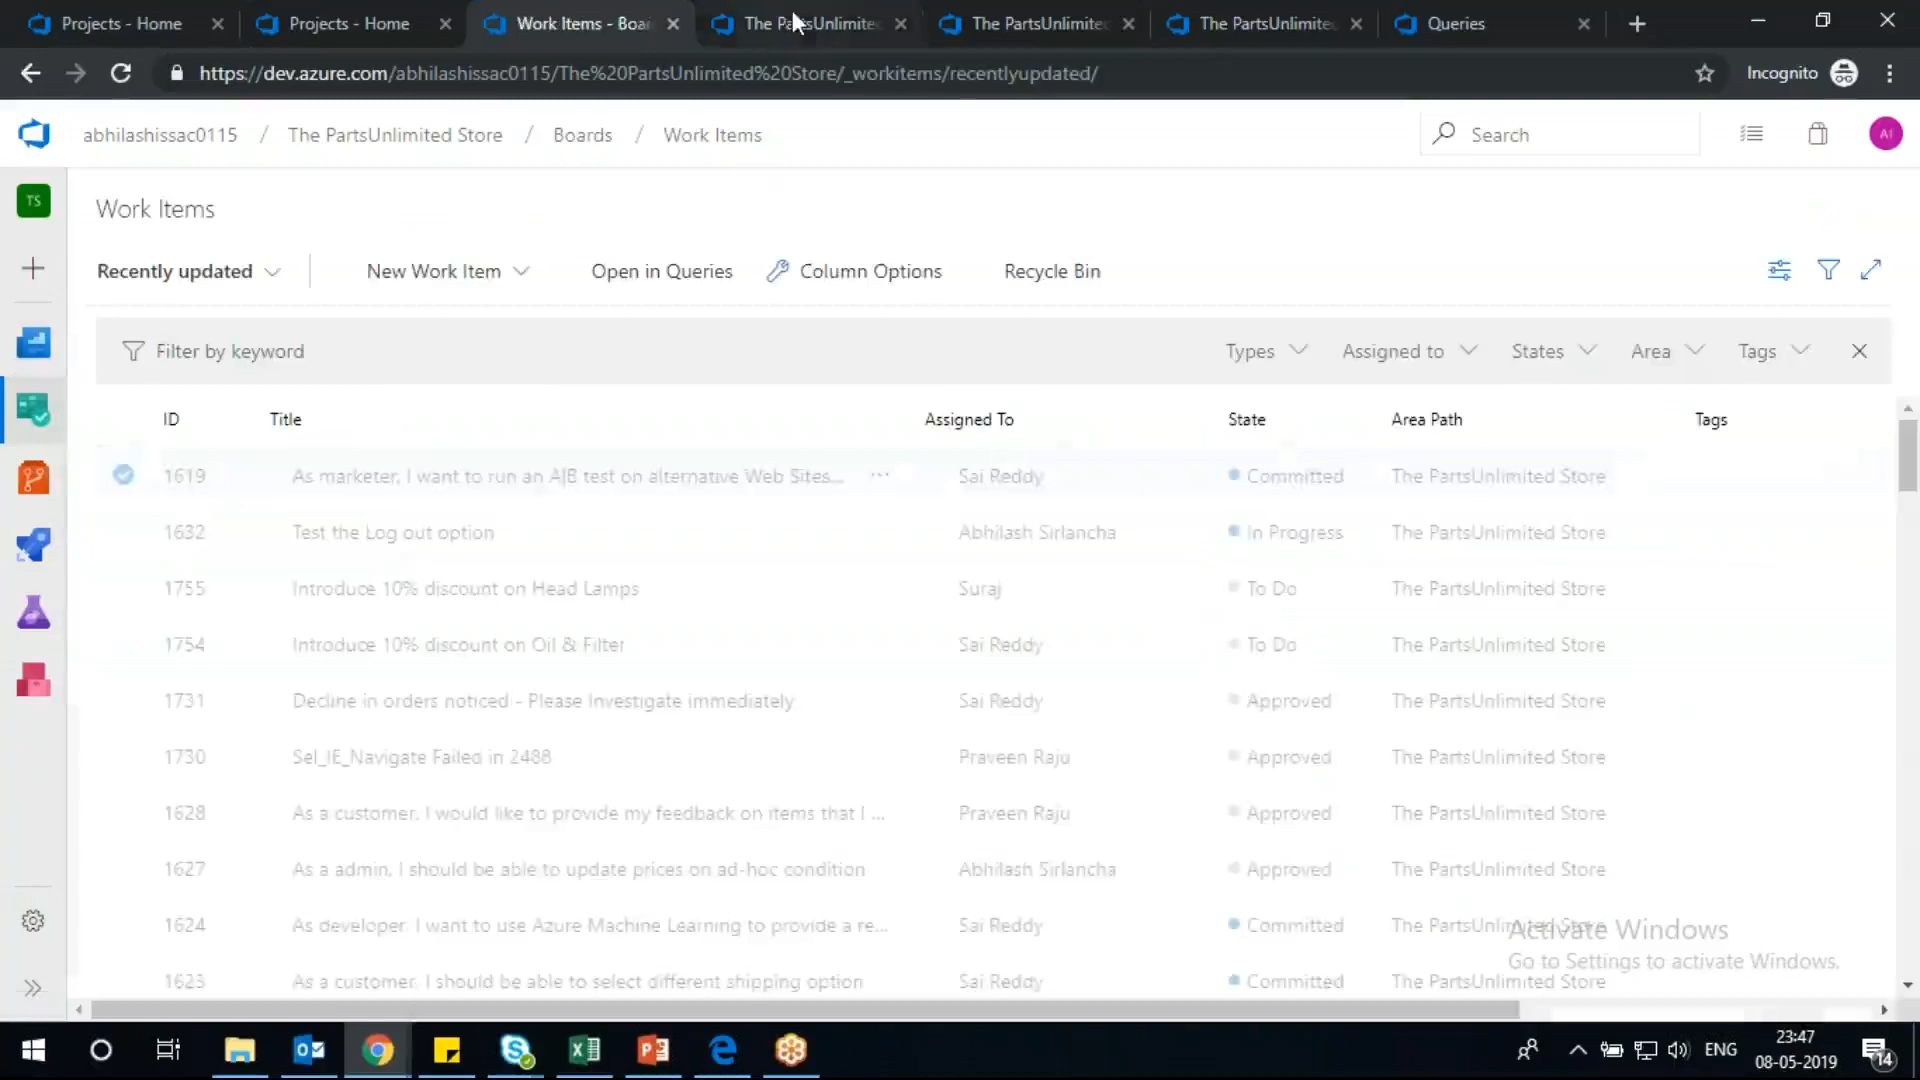 Projects - Home
Projects - Home
Work Items - Boa
The PartsUnlimited
The PartsUnlimited
The PartsUnlimited
Queries
https://dev.azure.com/abhilashissac0115/The%20PartsUnlimited%20Store/_workitems/recentlyupdated/
Incognito
abhilashissac0115 / The PartsUnlimited Store / Boards / Work Items
Search
AI
TS
Work Items
Recently updated
New Work Item
Open in Queries
Column Options
Recycle Bin
Filter by keyword
Types
Assigned to
States
Area
Tags
ID Title Assigned To State Area Path Tags
1619 As marketer, I want to run an A|B test on alternative Web Sites... ... Sai Reddy Committed The PartsUnlimited Store
1632 Test the Log out option Abhilash Sirlancha In Progress The PartsUnlimited Store
1755 Introduce 10% discount on Head Lamps Suraj To Do The PartsUnlimited Store
1754 Introduce 10% discount on Oil & Filter Sai Reddy To Do The PartsUnlimited Store
1731 Decline in orders noticed - Please Investigate immediately Sai Reddy Approved The PartsUnlimited Store
1730 Sel_IE_Navigate Failed in 2488 Praveen Raju Approved The PartsUnlimited Store
1628 As a customer, I would like to provide my feedback on items that I ... Praveen Raju Approved The PartsUnlimited Store
1627 As a admin, I should be able to update prices on ad-hoc condition Abhilash Sirlancha Approved The PartsUnlimited Store
1624 As developer, I want to use Azure Machine Learning to provide a re... Sai Reddy Committed The PartsUnlimited Store
1623 As a customer, I should be able to select different shipping option Sai Reddy Committed The PartsUnlimited Store
Activate Windows
Go to Settings to activate Windows.
ENG
23:47
08-05-2019
14